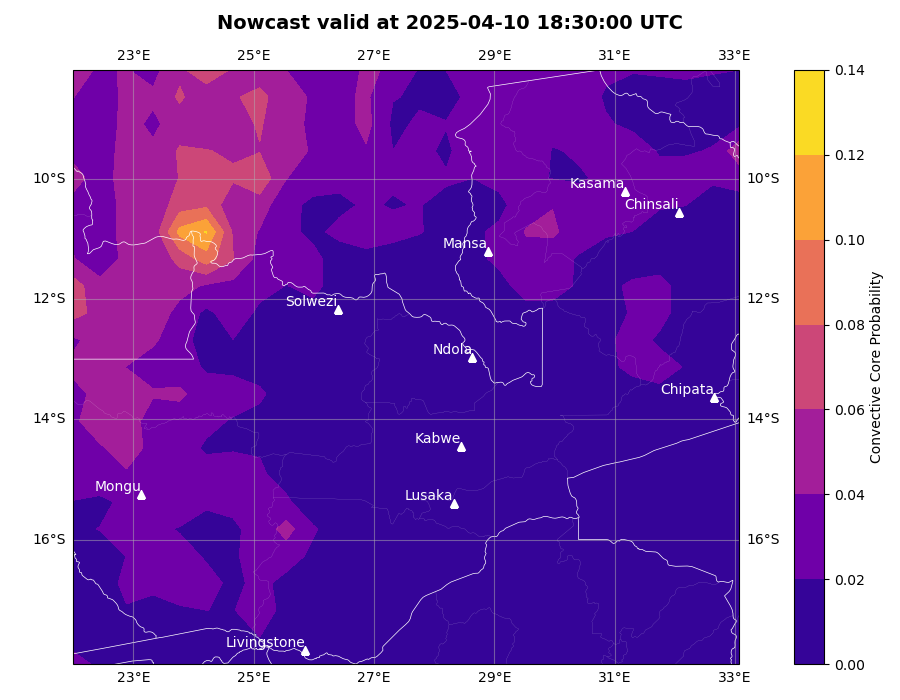 Nowcast valid at 2025-04-10 18:30:00 UTC
23°E 25°E 27°E 29°E 31°E 33°E
0.14
0.12
10°S 10°S
Kasama
Chinsali
0.10
Mansa
12°S 12°S
Solwezi
0.08
Ndola
Chipata
0.06
14°S 14°S
Kabwe
Mongu
Lusaka
0.04
16°S 16°S
0.02
Livingstone
0.00
23°E 25°E 27°E 29°E 31°E 33°E
Convective Core Probability